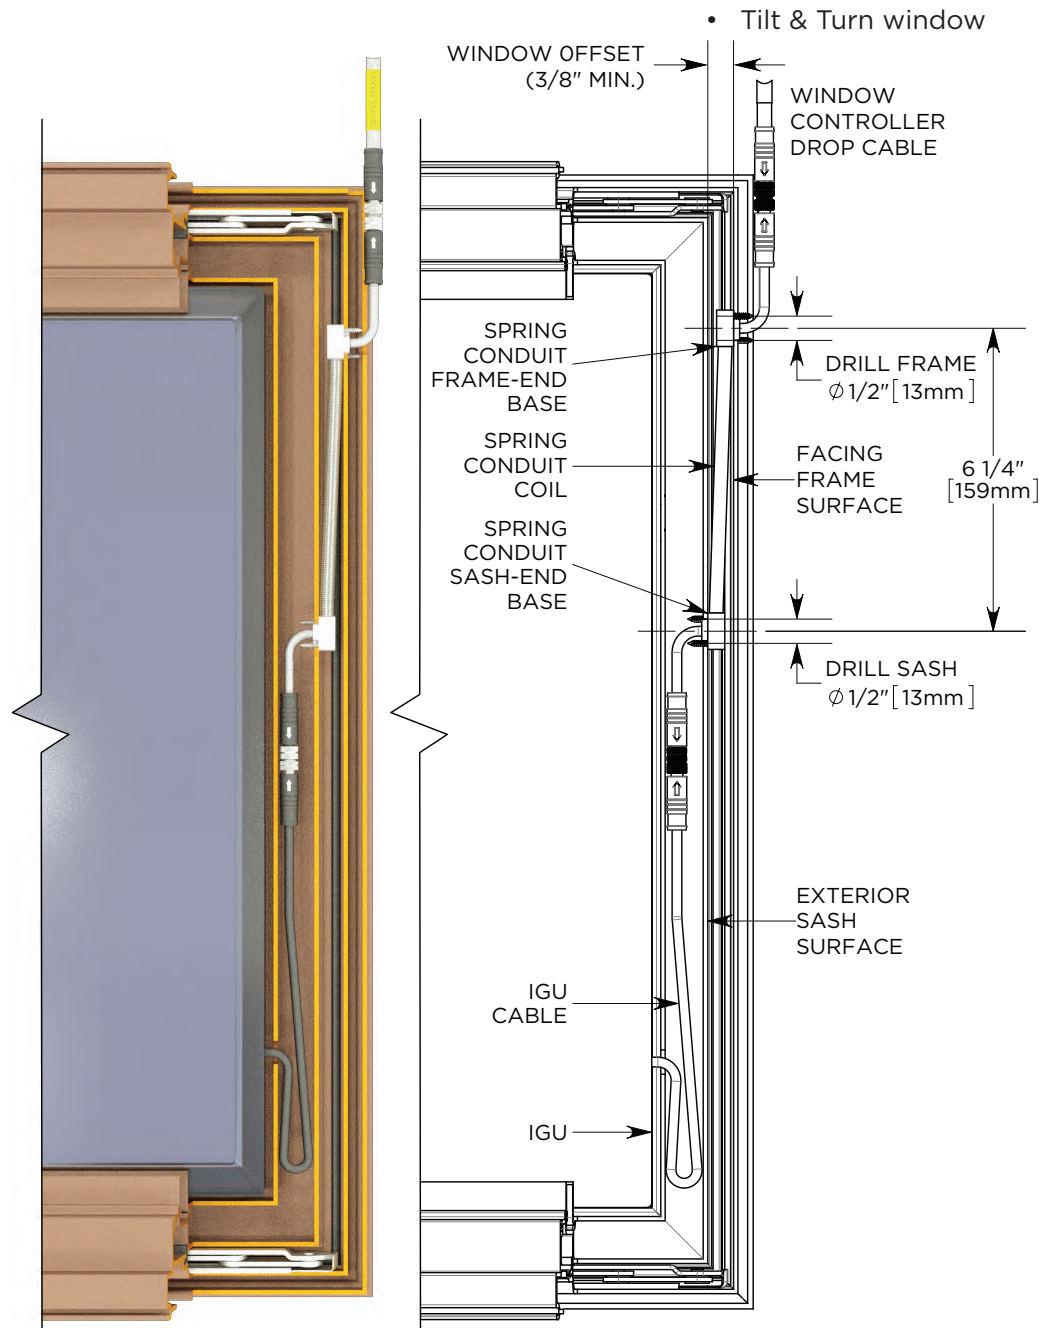 • Tilt & Turn window
WINDOW OFFSET
(3/8" MIN.)
WINDOW
CONTROLLER
DROP CABLE
SPRING
CONDUIT
FRAME-END
BASE
DRILL FRAME
Ø 1/2" [13mm]
SPRING
CONDUIT
COIL
FACING
FRAME
SURFACE
6 1/4"
[159mm]
SPRING
CONDUIT
SASH-END
BASE
DRILL SASH
Ø 1/2" [13mm]
EXTERIOR
SASH
SURFACE
IGU
CABLE
IGU